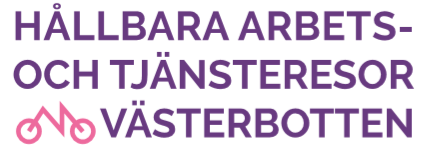 HÅLLBARA ARBETS-
OCH TJÄNSTERESOR
VÄSTERBOTTEN